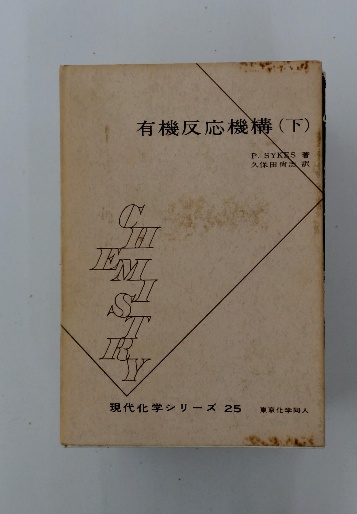 有機反応機構(下)
P. SYKES 著
久保田尚志 訳
CHEMISTRY
現代化学シリーズ 25
東京化学同人